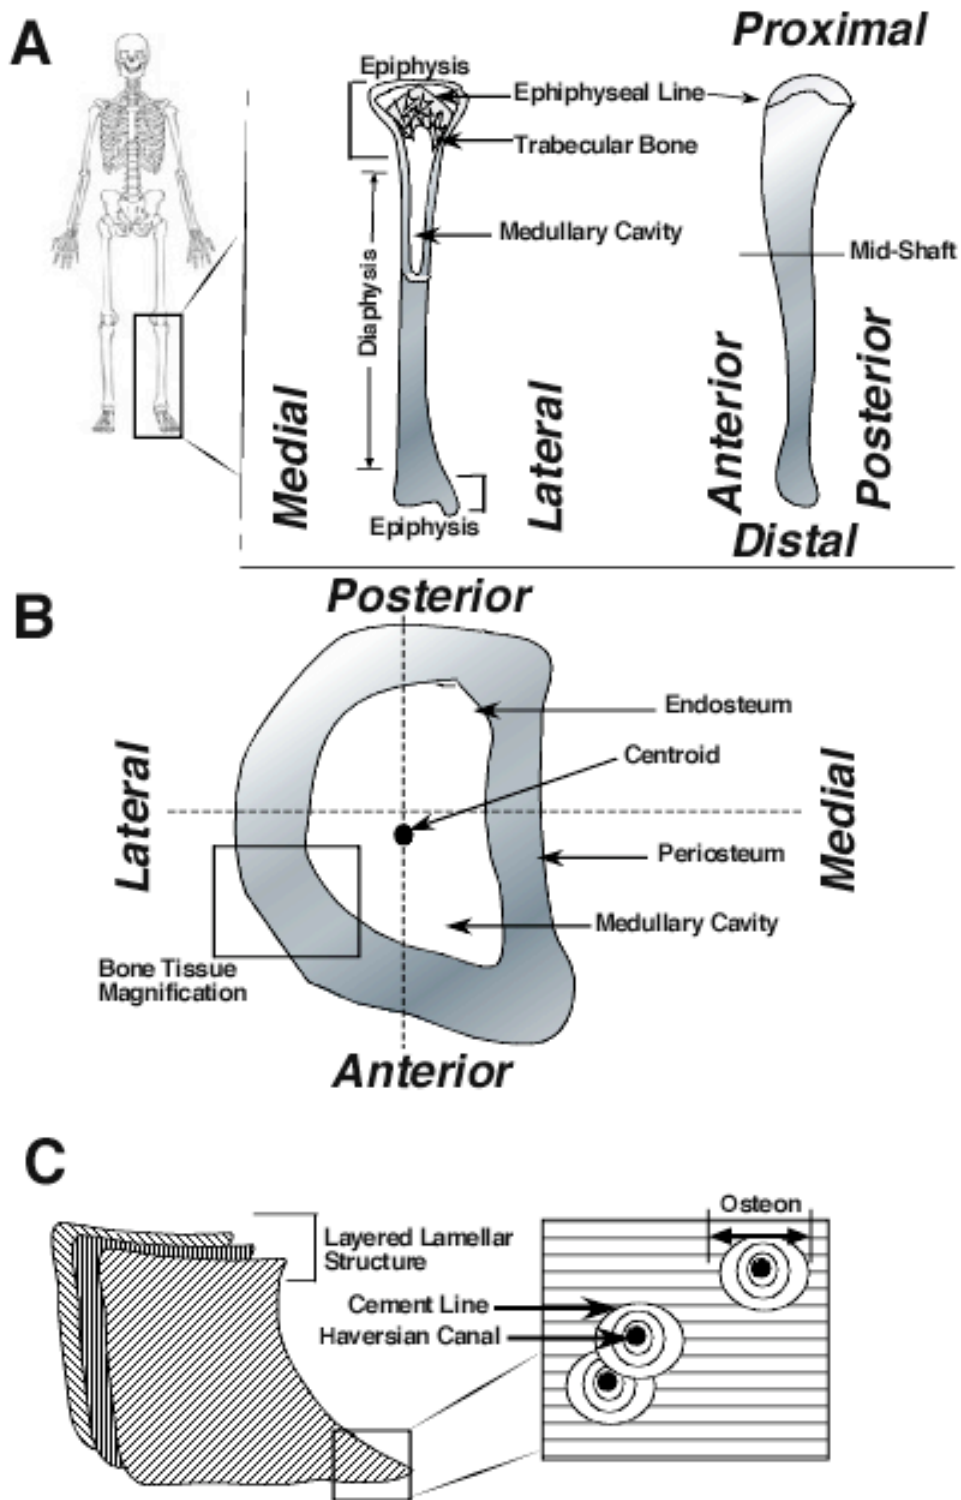 A
Proximal
Epiphysis
Ephiphyseal Line
Trabecular Bone
Medullary Cavity
Mid-Shaft
Diaphysis
Medial
Lateral
Anterior
Posterior
Epiphysis
Distal
B
Posterior
Endosteum
Centroid
Lateral
Medial
Periosteum
Medullary Cavity
Bone Tissue
Magnification
Anterior
C
Osteon
Layered Lamellar
Structure
Cement Line
Haversian Canal